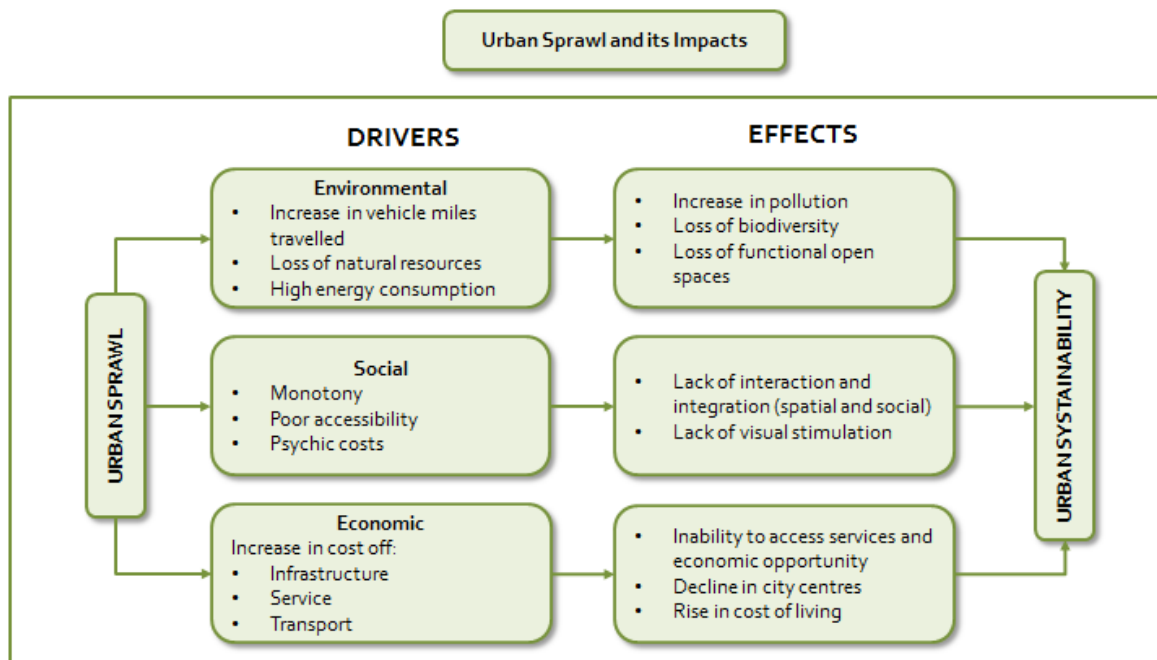 Urban Sprawl and its Impacts
DRIVERS
EFFECTS
URBAN SPRAWL
Environmental
• Increase in vehicle miles
travelled
• Loss of natural resources
• High energy consumption
• Increase in pollution
• Loss of biodiversity
• Loss of functional open
spaces
Social
• Monotony
• Poor accessibility
• Psychic costs
• Lack of interaction and
integration (spatial and social)
• Lack of visual stimulation
Economic
Increase in cost off:
• Infrastructure
• Service
• Transport
• Inability to access services and
economic opportunity
• Decline in city centres
• Rise in cost of living
URBAN SYSTAINABILITY